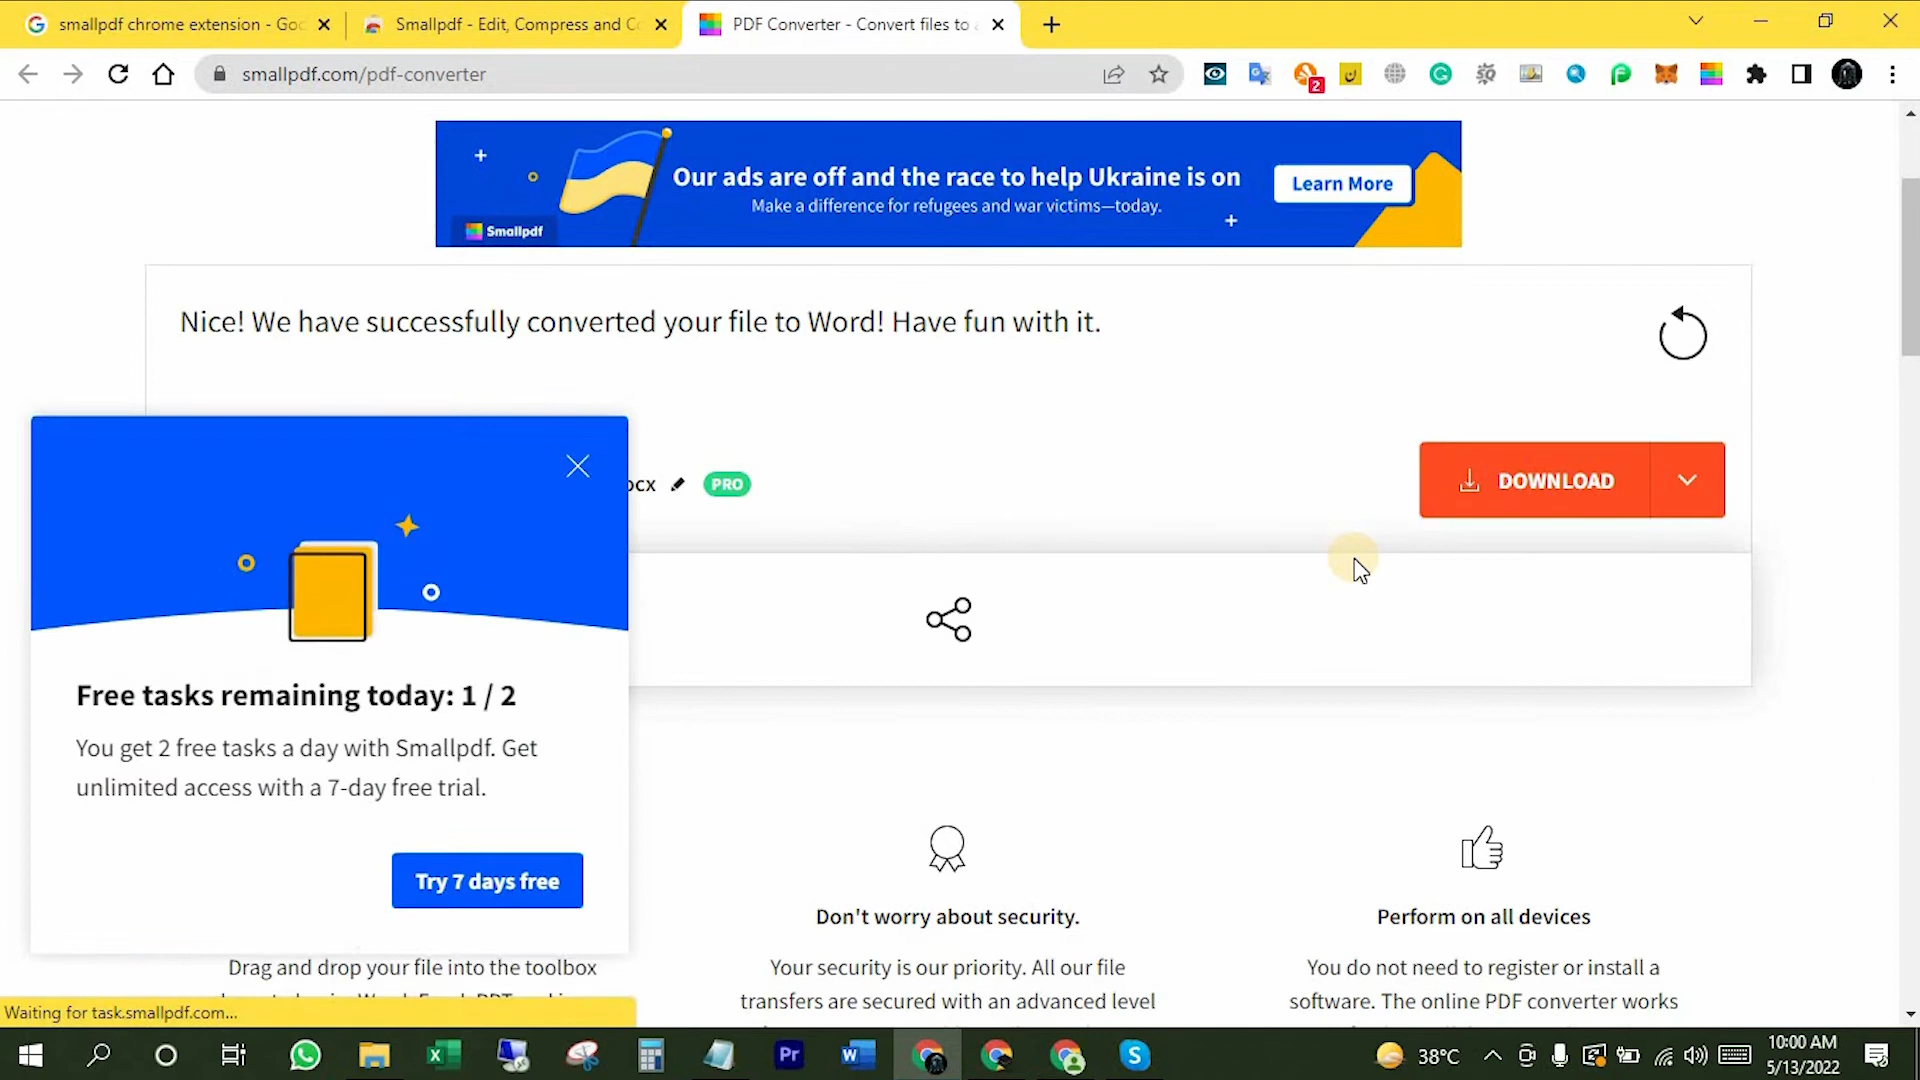 smallpdf chrome extension - Goo
Smallpdf - Edit, Compress and Co
PDF Converter - Convert files to a
smallpdf.com/pdf-converter
2
Our ads are off and the race to help Ukraine is on
Make a difference for refugees and war victims—today.
Learn More
Smallpdf
Nice! We have successfully converted your file to Word! Have fun with it.
ocx
PRO
DOWNLOAD
Free tasks remaining today: 1 / 2
You get 2 free tasks a day with Smallpdf. Get
unlimited access with a 7-day free trial.
Try 7 days free
Drag and drop your file into the toolbox
Don't worry about security.
Your security is our priority. All our file
transfers are secured with an advanced level
Perform on all devices
You do not need to register or install a
software. The online PDF converter works
Waiting for task.smallpdf.com...
38°C
10:00 AM
5/13/2022